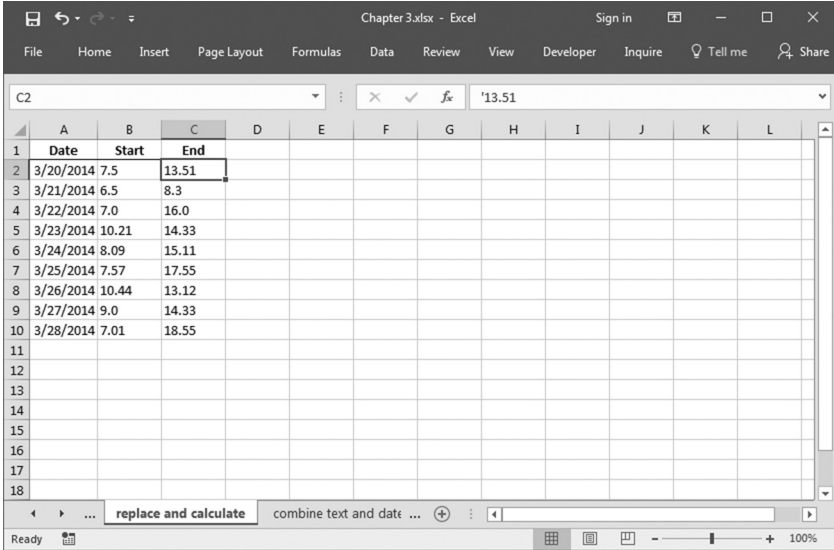 Chapter 3.xlsx - Excel Sign in
File Home Insert Page Layout Formulas Data Review View Developer Inquire Tell me Share
C2 fx '13.51
A B C D E F G H I J K L
1 Date Start End
2 3/20/2014 7.5 13.51
3 3/21/2014 6.5 8.3
4 3/22/2014 7.0 16.0
5 3/23/2014 10.21 14.33
6 3/24/2014 8.09 15.11
7 3/25/2014 7.57 17.55
8 3/26/2014 10.44 13.12
9 3/27/2014 9.0 14.33
10 3/28/2014 7.01 18.55
11
12
13
14
15
16
17
18
... replace and calculate combine text and date ...
Ready 100%